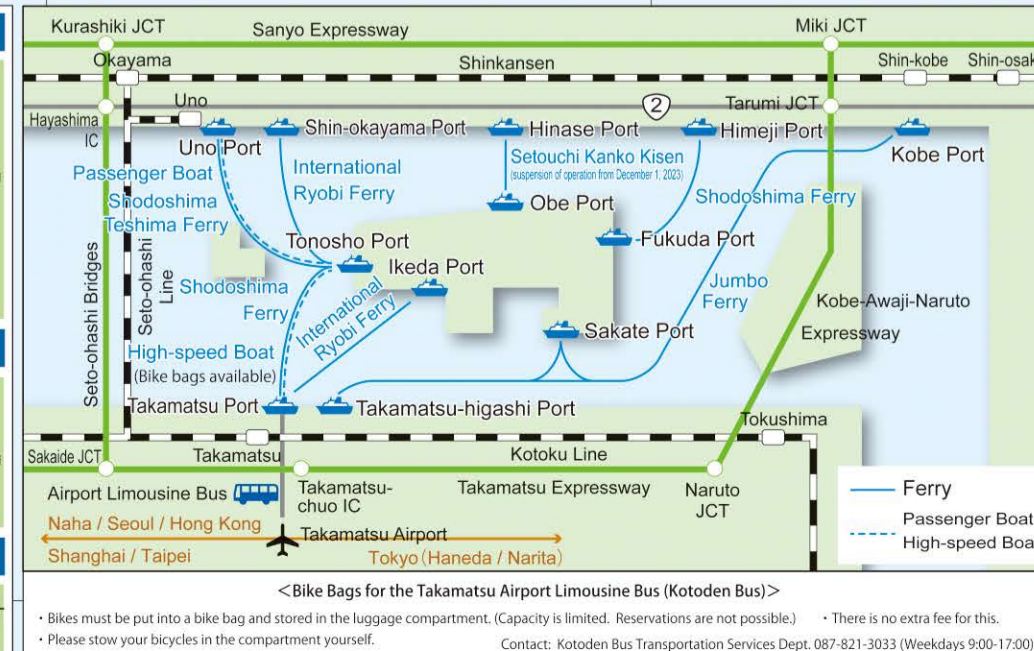 Kurashiki JCT
Sanyo Expressway
Miki JCT
Okayama
Shinkansen
Shin-kobe
Shin-osak
Uno
2
Tarumi JCT
Hayashima
IC
Uno Port
Shin-okayama Port
Hinase Port
Himeji Port
Kobe Port
Passenger Boat
International
Ryobi Ferry
Setouchi Kanko Kisen
(suspension of operation from December 1, 2023)
Shodoshima
Teshima Ferry
Shodoshima Ferry
Obe Port
Tonosho Port
Fukuda Port
Ikeda Port
Seto-ohashi Bridges
Seto-ohashi
Line
Shodoshima
Ferry
International
Ryobi Ferry
Jumbo
Ferry
Kobe-Awaji-Naruto
Expressway
Sakate Port
High-speed Boat
(Bike bags available)
Takamatsu Port
Takamatsu-higashi Port
Tokushima
Sakaide JCT
Takamatsu
Kotoku Line
Airport Limousine Bus
Takamatsu-
chuo IC
Takamatsu Expressway
Naruto
JCT
Ferry
Passenger Boat
High-speed Boa
Naha / Seoul / Hong Kong
Takamatsu Airport
Shanghai / Taipei
Tokyo (Haneda / Narita)
<Bike Bags for the Takamatsu Airport Limousine Bus (Kotoden Bus)>
・Bikes must be put into a bike bag and stored in the luggage compartment. (Capacity is limited. Reservations are not possible.) ・There is no extra fee for this.
・Please stow your bicycles in the compartment yourself. Contact: Kotoden Bus Transportation Services Dept. 087-821-3033 (Weekdays 9:00-17:00)